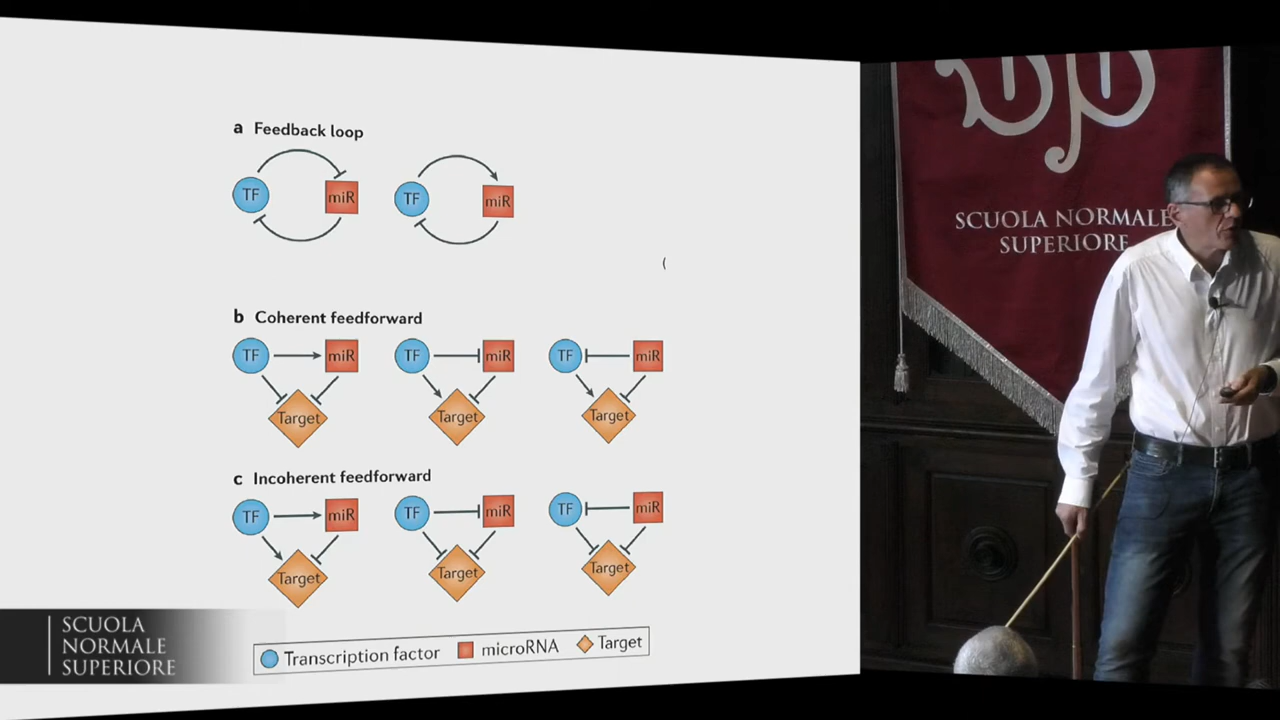 a Feedback loop
TF miR TF miR
(
b Coherent feedforward
TF miR TF miR TF miR
Target Target Target
c Incoherent feedforward
TF miR TF miR TF miR
Target Target Target
Transcription factor microRNA Target
SCUOLA
NORMALE
SUPERIORE
SCUOLA NORMALE
SUPERIORE